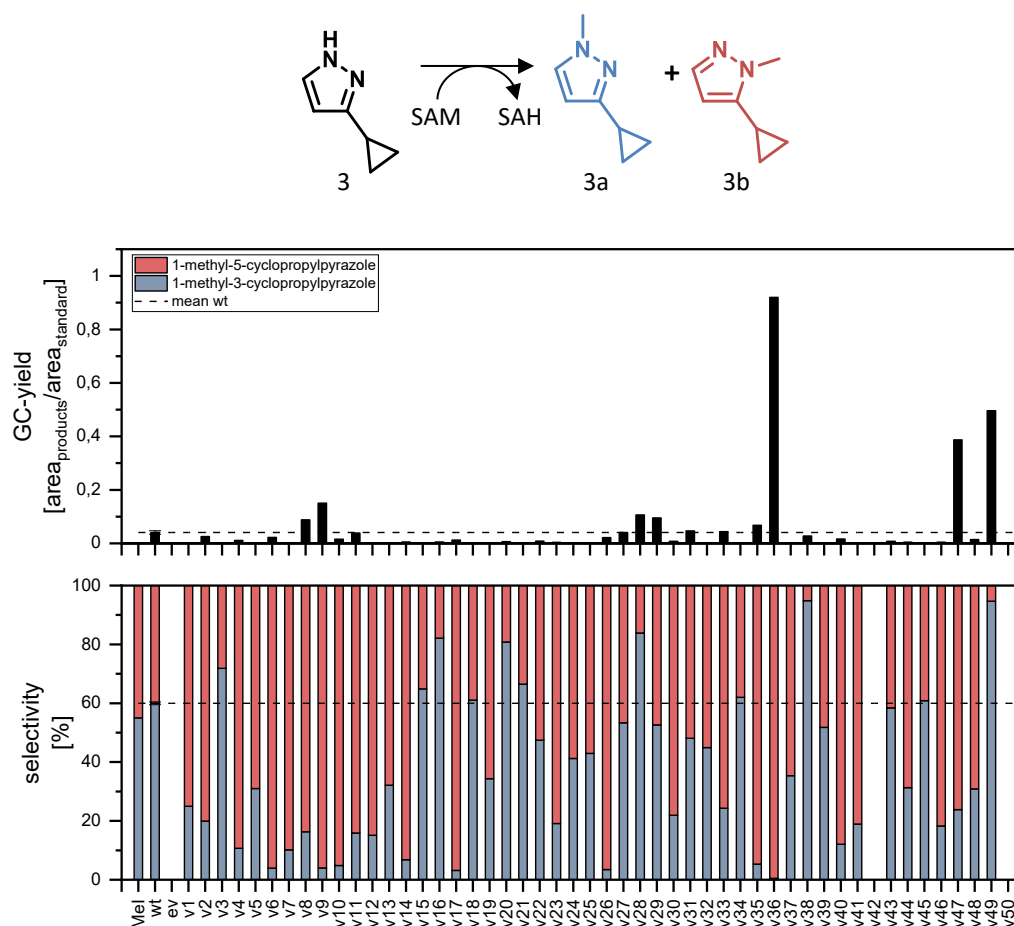 H
N
N
SAM
SAH
3
N
N
3a
+
N
N
3b
1-methyl-5-cyclopropylpyrazole
1-methyl-3-cyclopropylpyrazole
mean wt
GC-yield
[area products/area standard]
1
0,8
0,6
0,4
0,2
0
selectivity
[%]
100
80
60
40
20
0
MeI
wt
ev
v1
v2
v3
v4
v5
v6
v7
v8
v9
v10
v11
v12
v13
v14
v15
v16
v17
v18
v19
v20
v21
v22
v23
v24
v25
v26
v27
v28
v29
v30
v31
v32
v33
v34
v35
v36
v37
v38
v39
v40
v41
v42
v43
v44
v45
v46
v47
v48
v49
v50